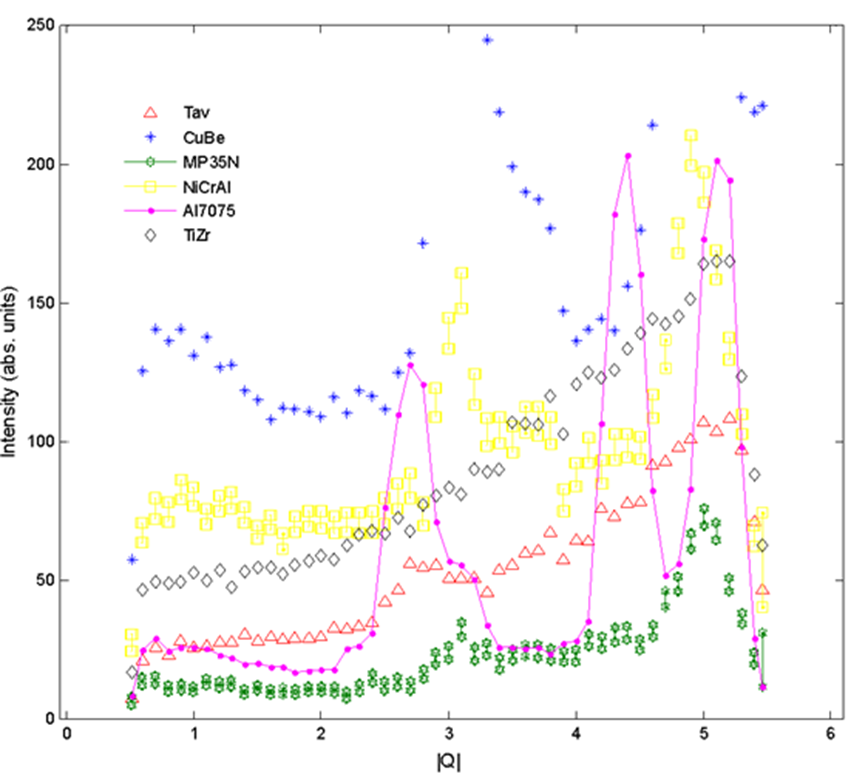 250
200
150
100
50
0
Intensity (abs. units)
Tav
CuBe
MP35N
NiCrAl
Al7075
TiZr
0 1 2 3 4 5 6
|Q|